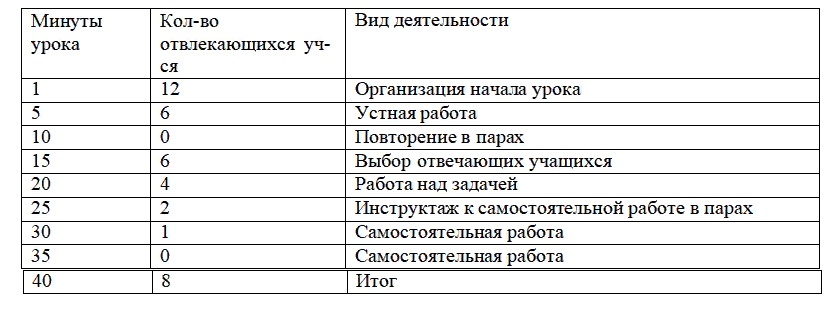 Минуты урока | Кол-во отвлекающихся уч-ся | Вид деятельности
1 | 12 | Организация начала урока
5 | 6 | Устная работа
10 | 0 | Повторение в парах
15 | 6 | Выбор отвечающих учащихся
20 | 4 | Работа над задачей
25 | 2 | Инструктаж к самостоятельной работе в парах
30 | 1 | Самостоятельная работа
35 | 0 | Самостоятельная работа
40 | 8 | Итог